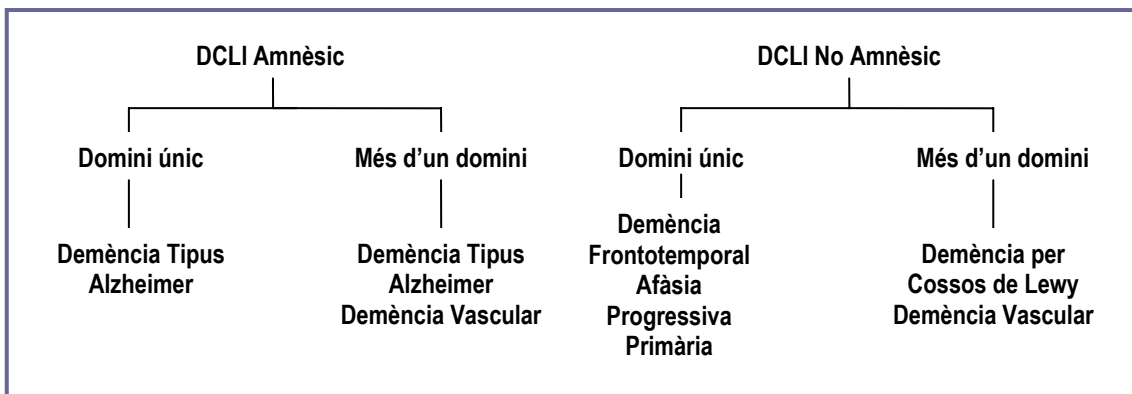 DCLI Amnèsic
Domini únic
Més d'un domini
Demència Tipus
Alzheimer
Demència Tipus
Alzheimer
Demència Vascular
DCLI No Amnèsic
Domini únic
Més d'un domini
Demència
Frontotemporal
Afàsia
Progressiva
Primària
Demència per
Cossos de Lewy
Demència Vascular